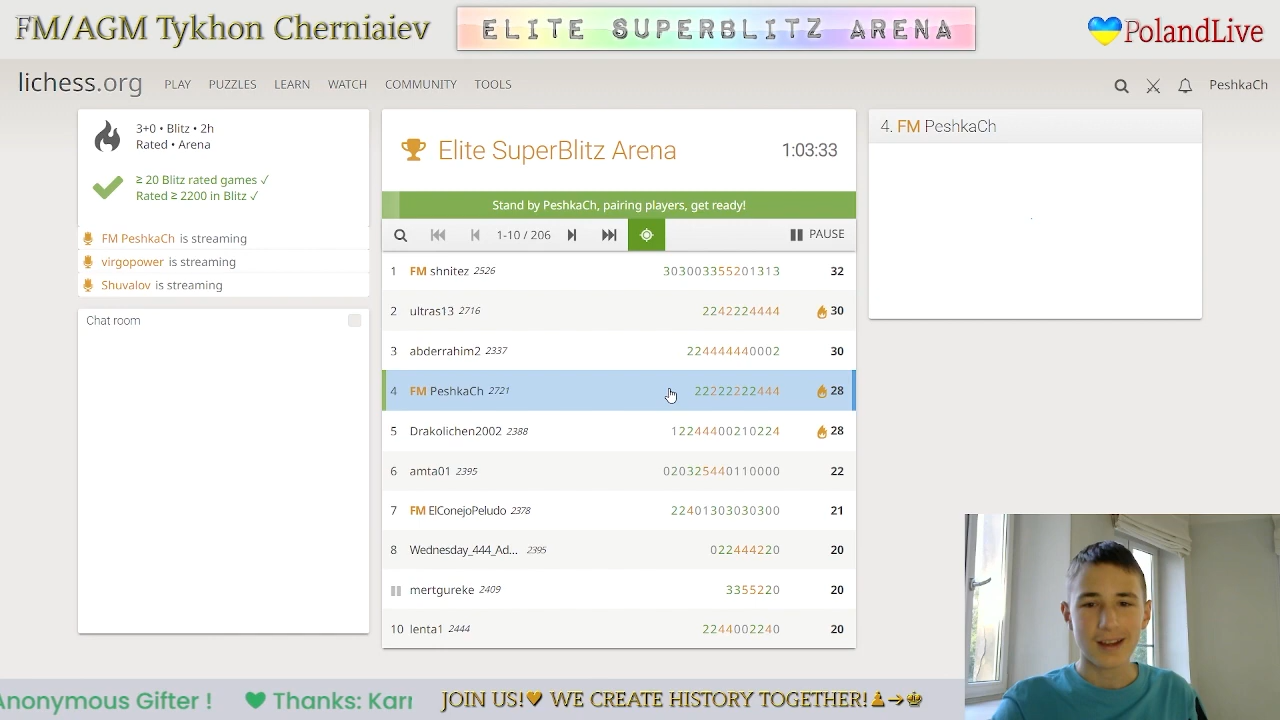 FM/AGM Tykhon Cherniaiev
ELITE SUPERBLITZ ARENA
PolandLive
lichess.org PLAY PUZZLES LEARN WATCH COMMUNITY TOOLS PeshkaCh
3+0 • Blitz • 2h
Rated • Arena
≥ 20 Blitz rated games ✓
Rated ≥ 2200 in Blitz ✓
FM PeshkaCh is streaming
virgopower is streaming
Shuvalov is streaming
Chat room
Elite SuperBlitz Arena 1:03:33
Stand by PeshkaCh, pairing players, get ready!
1-10 / 206 PAUSE
1 FM shnitez 2526 303003355201313 32
2 ultras13 2716 2242224444 30
3 abderrahim2 2337 224444440002 30
4 FM PeshkaCh 2721 22222222444 28
5 Drakolichen2002 2388 12244400210224 28
6 amta01 2395 020325440110000 22
7 FM ElConejoPeludo 2378 22401303030300 21
8 Wednesday_444_Ad... 2395 022444220 20
mertgureke 2409 3355220 20
10 lenta1 2444 2244002240 20
4. FM PeshkaCh
Anonymous Gifter ! Thanks: Karr
JOIN US! WE CREATE HISTORY TOGETHER!